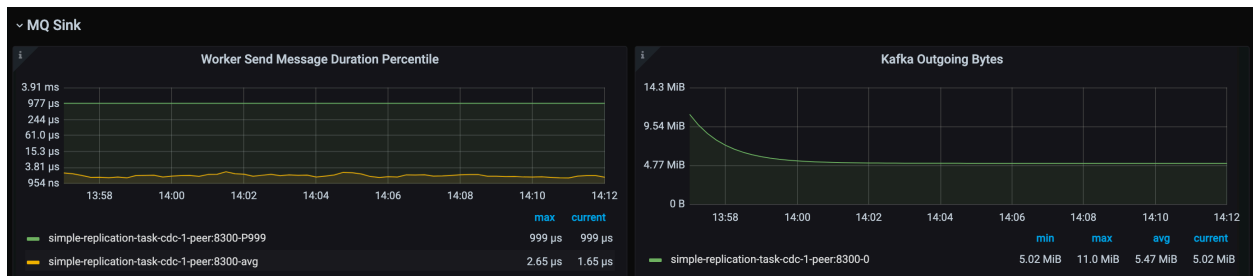 MQ Sink
i
Worker Send Message Duration Percentile
3.91 ms
977 µs
244 µs
61.0 µs
15.3 µs
3.81 µs
954 ns
13:58 14:00 14:02 14:04 14:06 14:08 14:10 14:12
max current
simple-replication-task-cdc-1-peer:8300-P999 999 µs 999 µs
simple-replication-task-cdc-1-peer:8300-avg 2.65 µs 1.65 µs
i
Kafka Outgoing Bytes
14.3 MiB
9.54 MiB
4.77 MiB
0 B
13:58 14:00 14:02 14:04 14:06 14:08 14:10 14:12
min max avg current
simple-replication-task-cdc-1-peer:8300-0 5.02 MiB 11.0 MiB 5.47 MiB 5.02 MiB